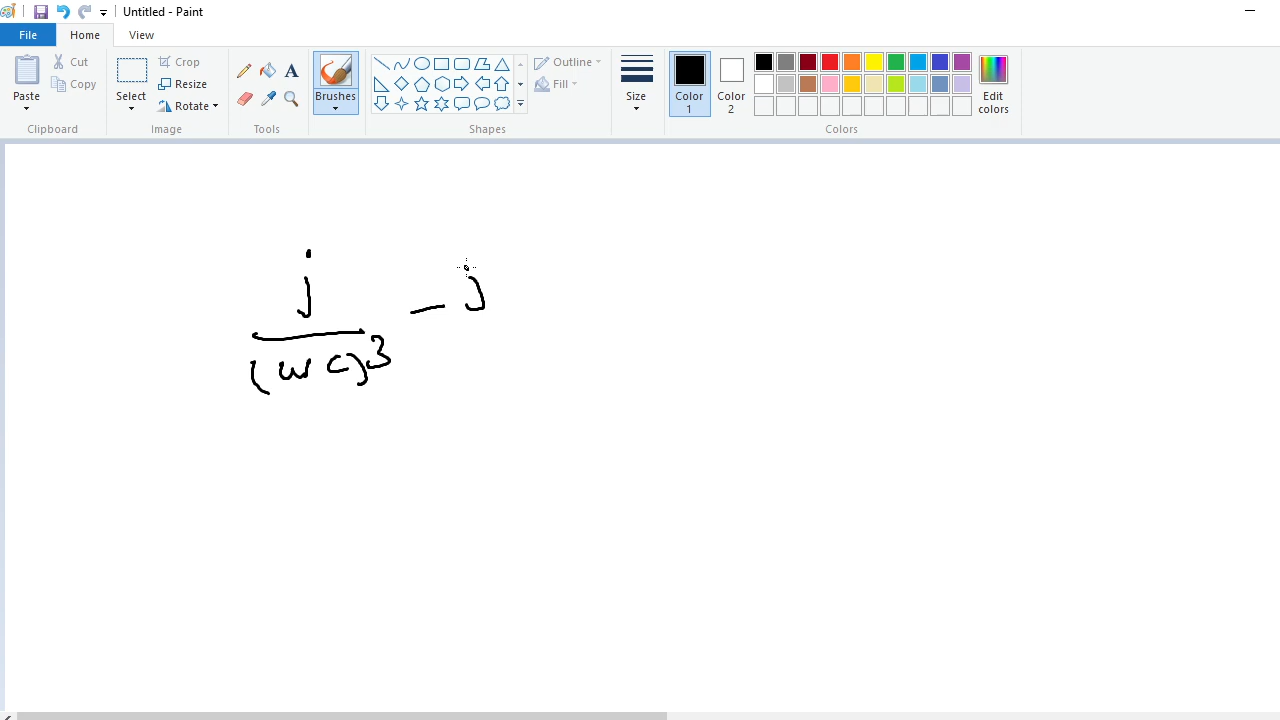 Untitled - Paint
File Home View
Paste Cut Copy Clipboard
Select Crop Resize Rotate Image
A Tools
Brushes
Shapes Outline Fill
Size
Color 1 Color 2 Edit colors Colors
j/(wc)^3 - j